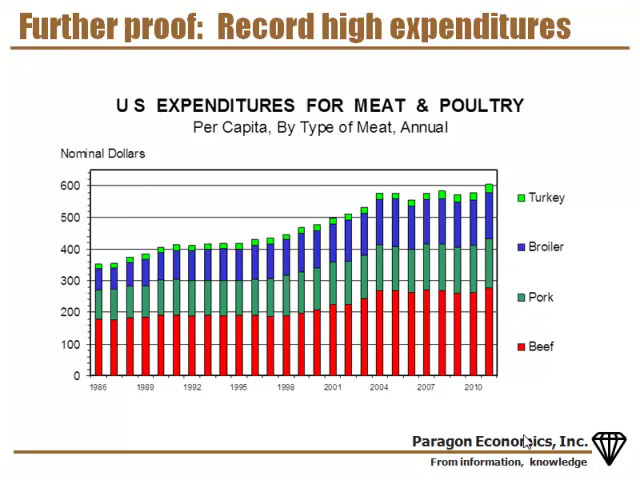 Further proof: Record high expenditures
U S EXPENDITURES FOR MEAT & POULTRY
Per Capita, By Type of Meat, Annual
Nominal Dollars
600
500
400
300
200
100
0
1986 1989 1992 1995 1998 2001 2004 2007 2010
Turkey
Broiler
Pork
Beef
Paragon Economics, Inc.
From information, knowledge